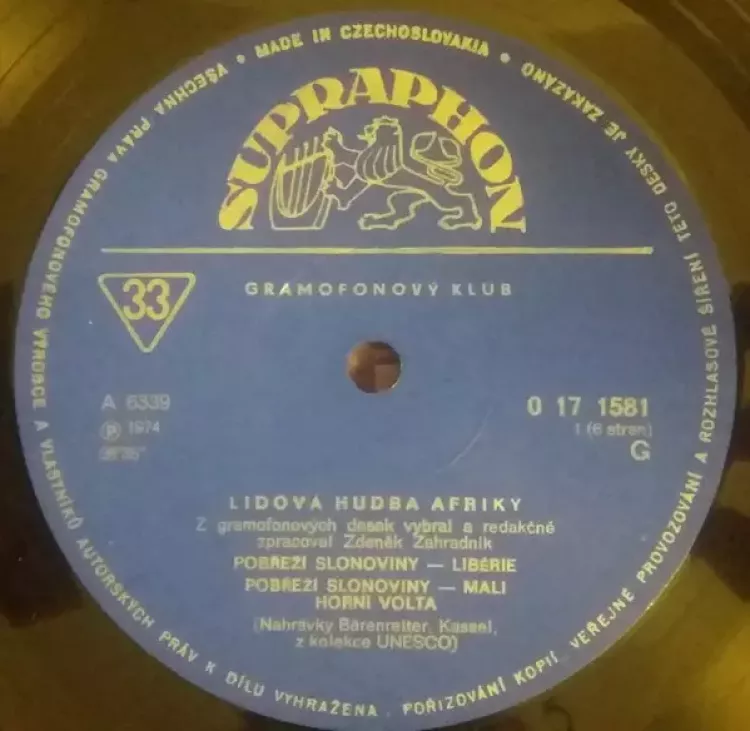 VŠECHNA PRÁVA GRAMOFONOVÉHO VÝROBCE A VLASTNÍKŮ AUTORSKÝCH PRÁV K DÍLU VYHRAŽENA. POŘIZOVÁNÍ KOPIÍ, VEŘEJNÉ PROVOZOVÁNÍ A ROZHLASOVÉ ŠÍŘENÍ TÉTO DESKY JE ZAKÁZÁNO
• MADE IN CZECHOSLOVAKIA •
SUPRAPHON
33
GRAMOFONOVÝ KLUB
A 6339
0 17 1581
Ⓟ 1974
1 (6 stran)
G
LIDOVÁ HUDBA AFRIKY
Z gramofonových desek vybral a redakčně
zpracoval Zdeněk Zahradník
POBŘEŽÍ SLONOVINY — LIBÉRIE
POBŘEŽÍ SLONOVINY — MALI
HORNÍ VOLTA
(Nahrávky Bärenreiter, Kassel,
z kolekce UNESCO)